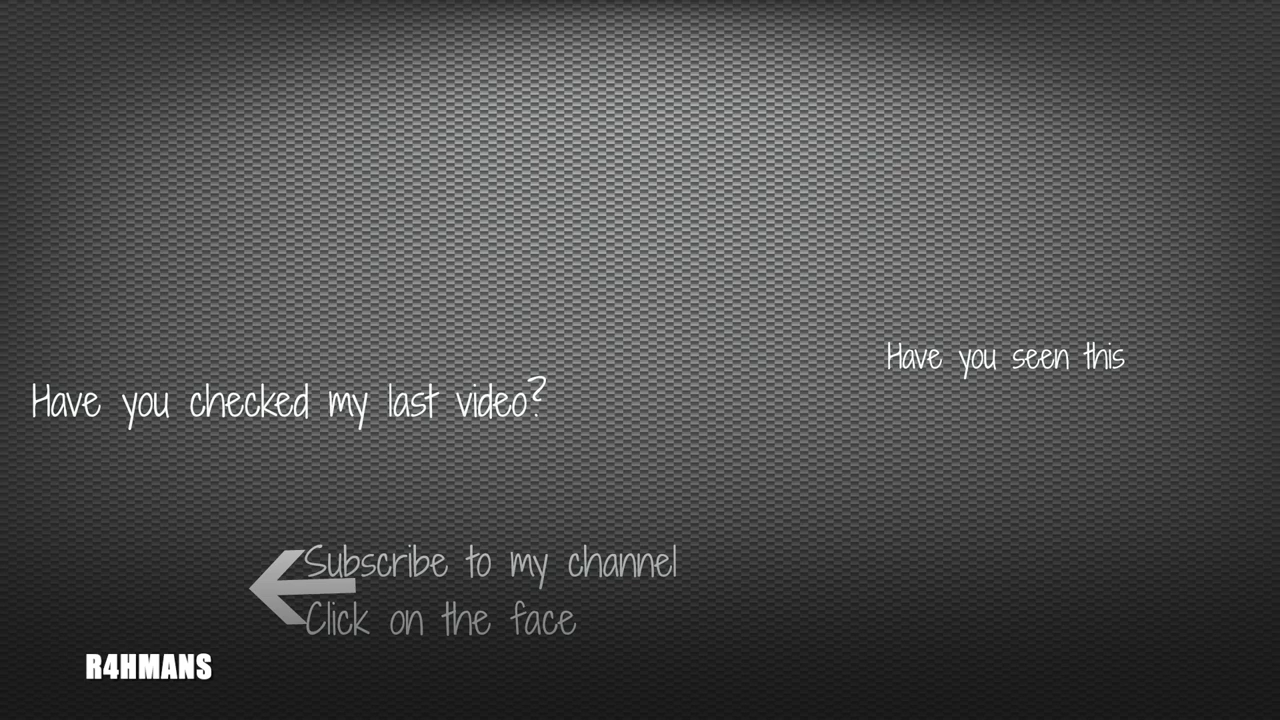 Have you seen this
Have you checked my last video?
Subscribe to my channel
Click on the face
R4HMANS